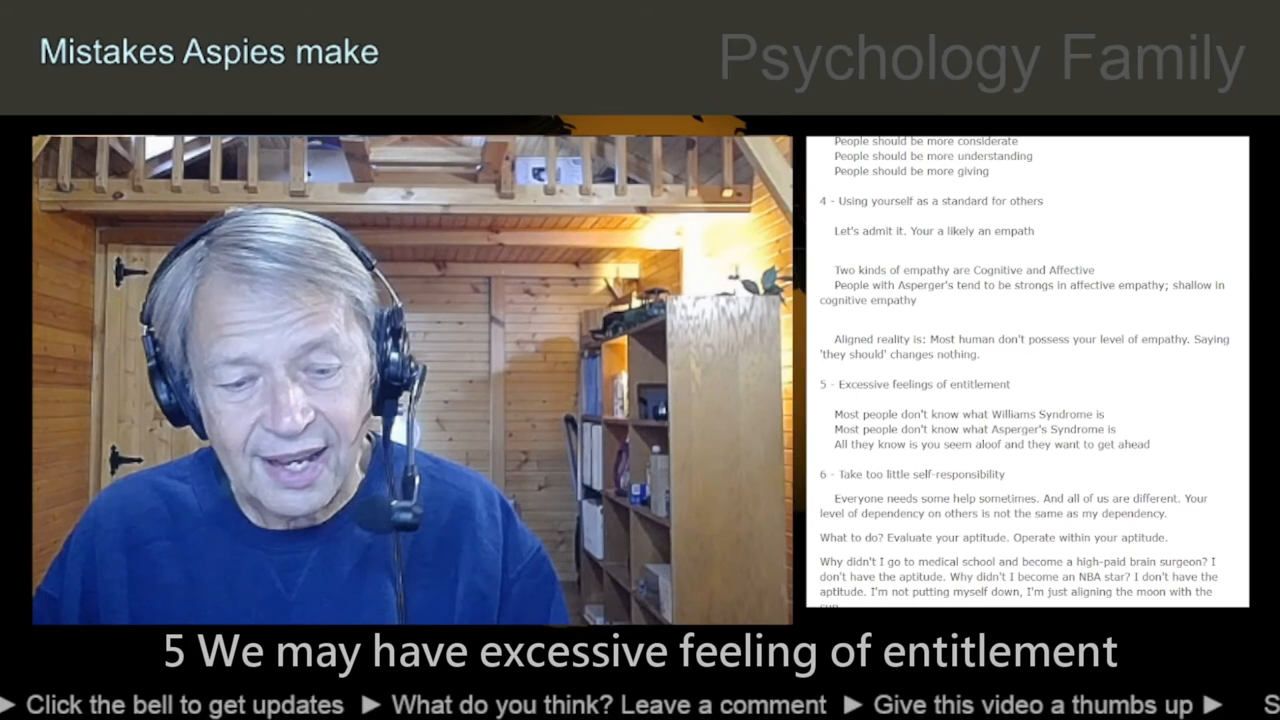 Mistakes Aspies make
Psychology Family
People should be more considerate
People should be more understanding
People should be more giving
4 - Using yourself as a standard for others
Let's admit it. Your a likely an empath
Two kinds of empathy are Cognitive and Affective
People with Asperger's tend to be strongs in affective empathy; shallow in
cognitive empathy
Aligned reality is: Most human don't possess your level of empathy. Saying
'they should' changes nothing.
5 - Excessive feelings of entitlement
Most people don't know what Williams Syndrome is
Most people don't know what Asperger's Syndrome is
All they know is you seem aloof and they want to get ahead
6 - Take too little self-responsibility
Everyone needs some help sometimes. And all of us are different. Your
level of dependency on others is not the same as my dependency.
What to do? Evaluate your aptitude. Operate within your aptitude.
Why didn't I go to medical school and become a high-paid brain surgeon? I
don't have the aptitude. Why didn't I become an NBA star? I don't have the
aptitude. I'm not putting myself down, I'm just aligning the moon with the
5 We may have excessive feeling of entitlement
▶ Click the bell to get updates ▶ What do you think? Leave a comment ▶ Give this video a thumbs up ▶ S